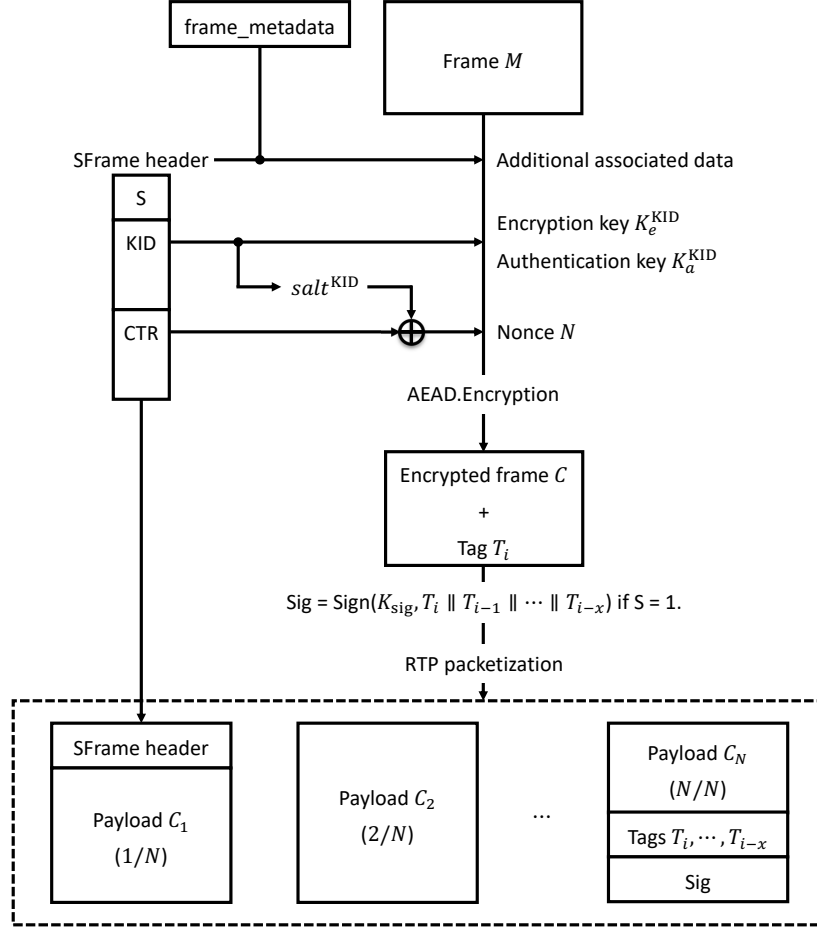 frame_metadata
Frame M
SFrame header
Additional associated data
S
KID
Encryption key K_e^KID
Authentication key K_a^KID
salt^KID
CTR
Nonce N
AEAD.Encryption
Encrypted frame C
+
Tag T_i
Sig = Sign(K_sig, T_i ∥ T_{i−1} ∥ ⋯ ∥ T_{i−x}) if S = 1.
RTP packetization
SFrame header
Payload C_1
(1/N)
Payload C_2
(2/N)
...
Payload C_N
(N/N)
Tags T_i, ⋯ , T_{i−x}
Sig